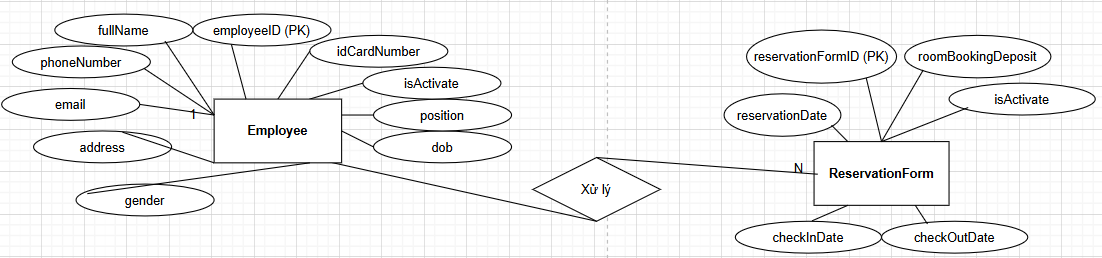 fullName
employeeID (PK)
idCardNumber
phoneNumber
isActivate
email
1
position
Employee
address
dob
gender
Xử lý
reservationFormID (PK)
roomBookingDeposit
isActivate
reservationDate
N
ReservationForm
checkInDate
checkOutDate